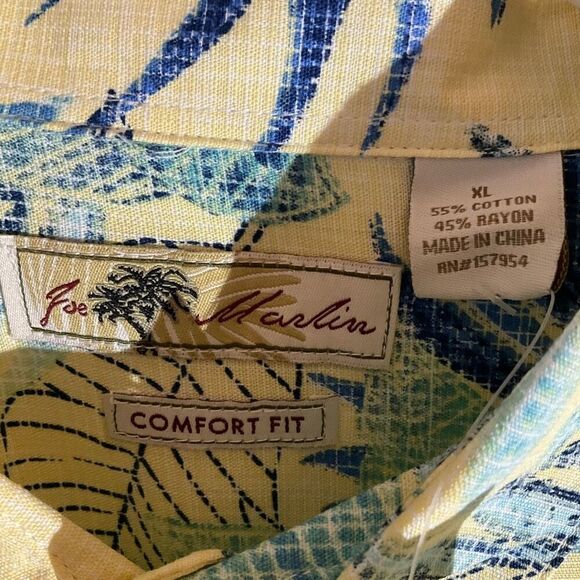 Joe Marlin
COMFORT FIT
XL
55% COTTON
45% RAYON
MADE IN CHINA
RN#157954